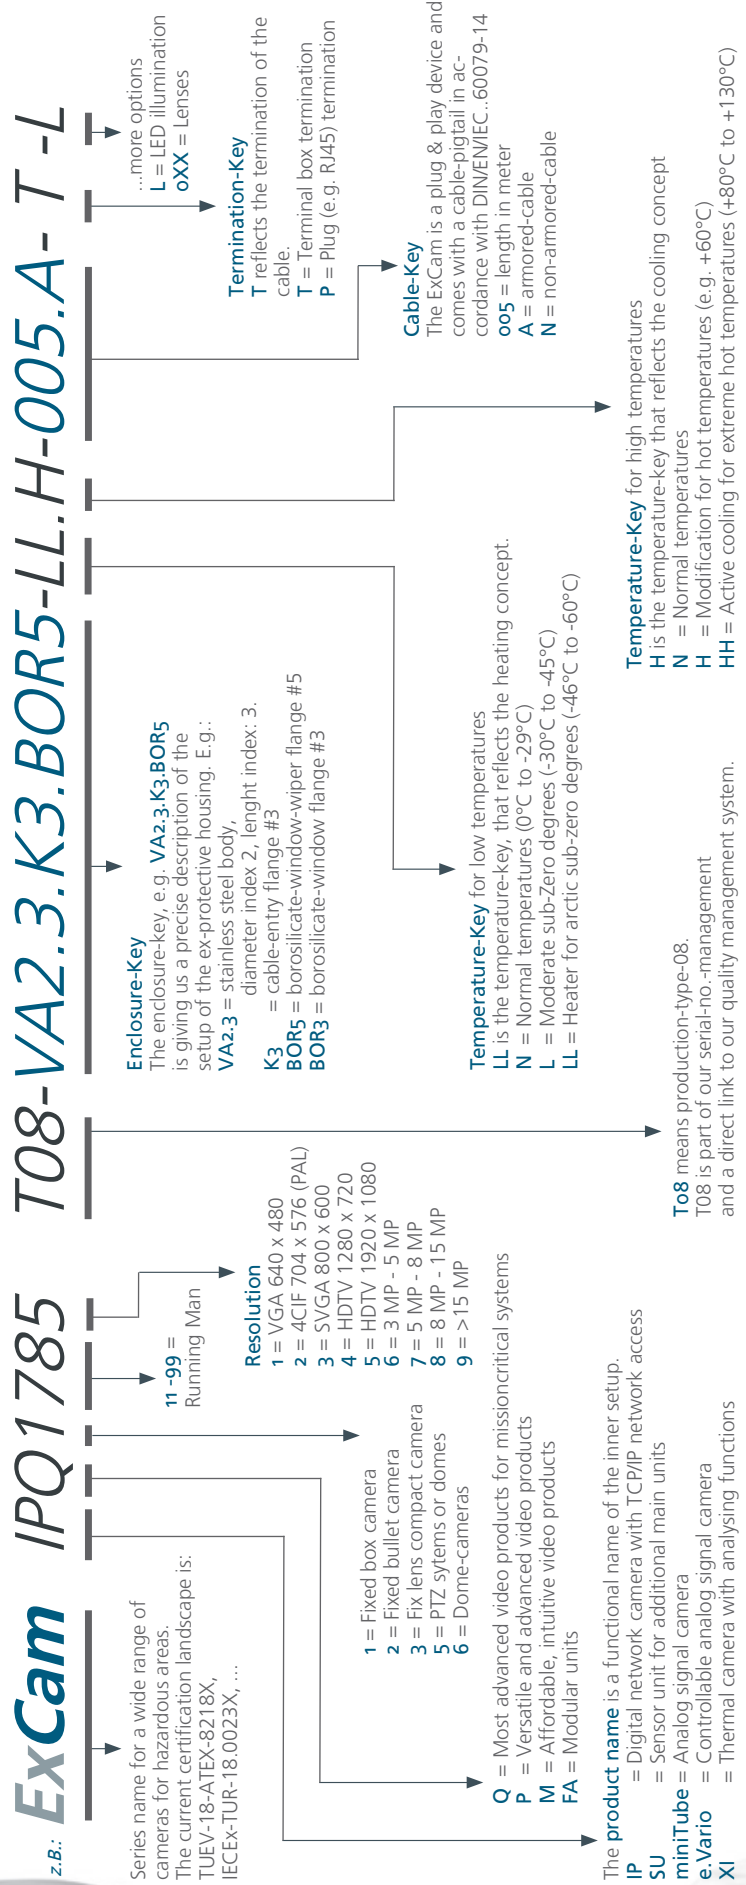 z.B.: ExCam IPQ1785 T08-VA2.3.K3.BOR5-LL.H-005.A- T -L
Series name for a wide range of
cameras for hazardous areas.
The current certification landscape is:
TUEV-18-ATEX-8218X,
IECEx-TUR-18.0023X, ...
The product name is a functional name of the inner setup.
IP = Digital network camera with TCP/IP network access
SU = Sensor unit for additional main units
miniTube = Analog signal camera
e.Vario = Controllable analog signal camera
XI = Thermal camera with analysing functions
Q = Most advanced video products for missioncritical systems
P = Versatile and advanced video products
M = Affordable, intuitive video products
FA = Modular units
1 = Fixed box camera
2 = Fixed bullet camera
3 = Fix lens compact camera
5 = PTZ sytems or domes
6 = Dome-cameras
11 -99 =
Running Man
Resolution
1 = VGA 640 x 480
2 = 4CIF 704 x 576 (PAL)
3 = SVGA 800 x 600
4 = HDTV 1280 x 720
5 = HDTV 1920 x 1080
6 = 3 MP - 5 MP
7 = 5 MP - 8 MP
8 = 8 MP - 15 MP
9 = >15 MP
T08 means production-type-08.
T08 is part of our serial-no.-management
and a direct link to our quality management system.
Enclosure-Key
The enclosure-key, e.g. VA2.3.K3.BOR5
is giving us a precise description of the
setup of the ex-protective housing. E.g.:
VA2.3 = stainless steel body,
diameter index 2, lenght index: 3.
K3 = cable-entry flange #3
BOR5 = borosilicate-window-wiper flange #5
BOR3 = borosilicate-window flange #3
Temperature-Key for low temperatures
LL is the temperature-key, that reflects the heating concept.
N = Normal temperatures (0°C to -29°C)
L = Moderate sub-Zero degrees (-30°C to -45°C)
LL = Heater for arctic sub-zero degrees (-46°C to -60°C)
Temperature-Key for high temperatures
H is the temperature-key that reflects the cooling concept
N = Normal temperatures
H = Modification for hot temperatures (e.g. +60°C)
HH = Active cooling for extreme hot temperatures (+80°C to +130°C)
Cable-Key
The ExCam is a plug & play device and
comes with a cable-pigtail in ac-
cordance with DIN/EN/IEC..60079-14
005 = length in meter
A = armored-cable
N = non-armored-cable
Termination-Key
T reflects the termination of the
cable.
T = Terminal box termination
P = Plug (e.g. RJ45) termination
...more options
L = LED illumination
oXX = Lenses